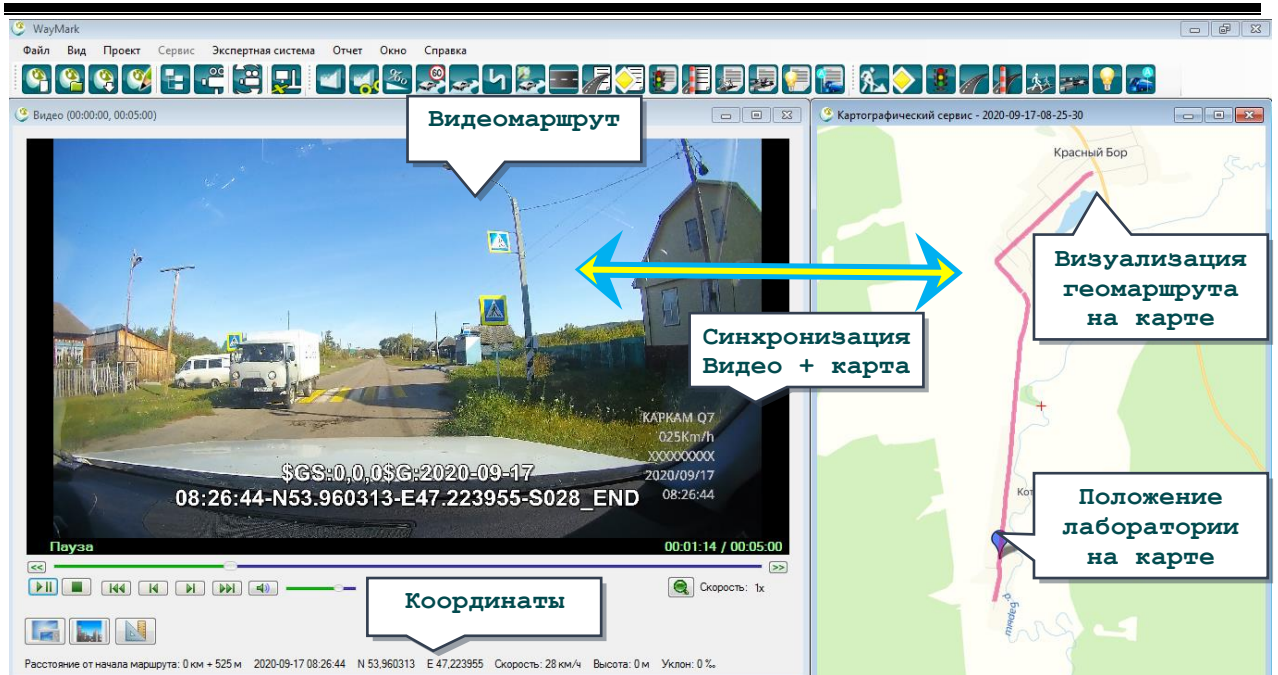 WayMark
Файл Вид Проект Сервис Экспертная система Отчет Окно Справка
60
Видео (00:00:00, 00:05:00)
Картографический сервис - 2020-09-17-08-25-30
Видеомаршрут
Красный Бор
Визуализация
геомаршрута
на карте
Синхронизация
Видео + карта
КАРКАМ Q7
025Km/h
XXXXXXXXX
2020/09/17
08:26:44
$GS:0,0,0$G:2020-09-17
08:26:44-N53.960313-E47.223955-S028_END
Кот
Положение
лаборатории
на карте
Пауза
00:01:14 / 00:05:00
<<
>>
Скорость: 1x
Координаты
Расстояние от начала маршрута: 0 км + 525 м 2020-09-17 08:26:44 N 53,960313 E 47,223955 Скорость: 28 км/ч Высота: 0 м Уклон: 0 ‰